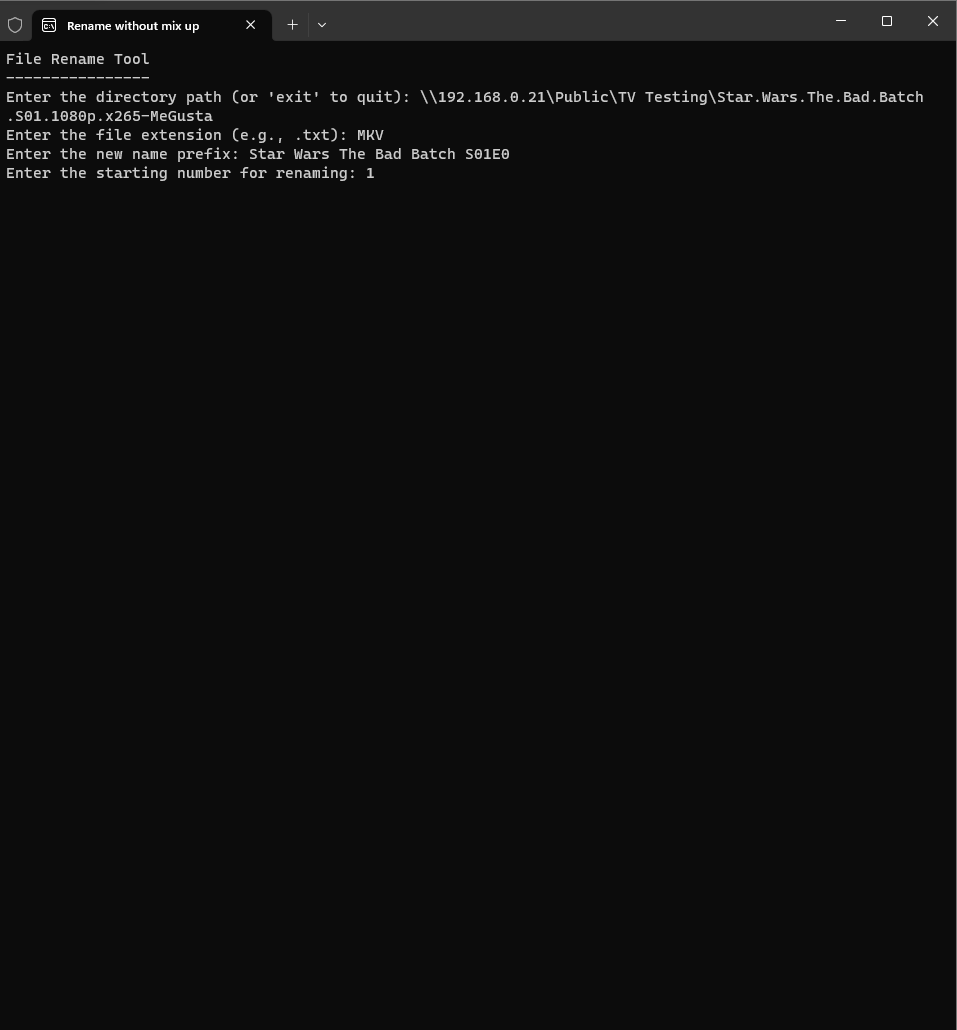 Rename without mix up
File Rename Tool
----------------
Enter the directory path (or 'exit' to quit): \\192.168.0.21\Public\TV Testing\Star.Wars.The.Bad.Batch
.S01.1080p.x265-MeGusta
Enter the file extension (e.g., .txt): MKV
Enter the new name prefix: Star Wars The Bad Batch S01E0
Enter the starting number for renaming: 1